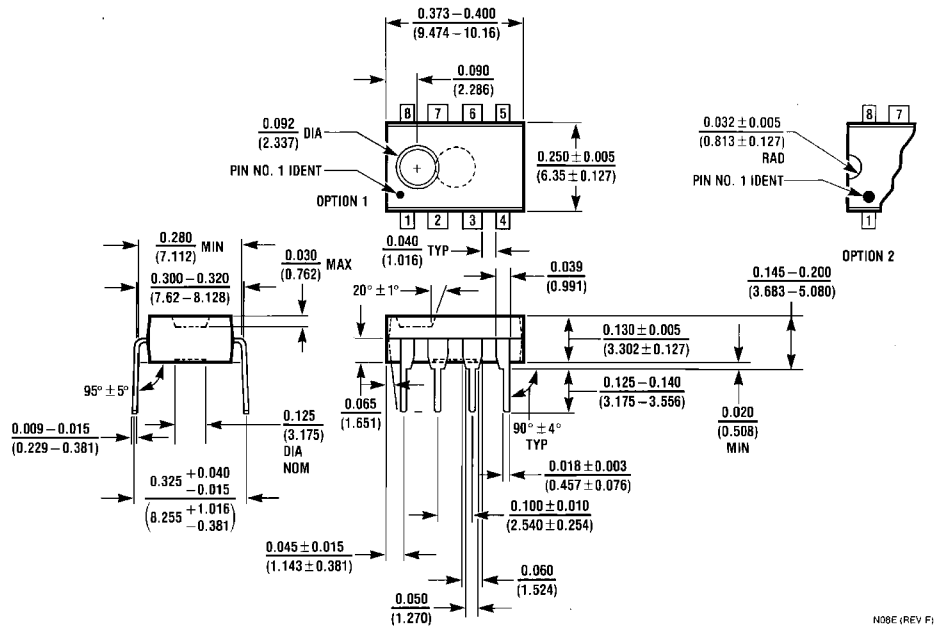 0.373–0.400
(9.474–10.16)
0.090
(2.286)
8 7 6 5
0.092 DIA
(2.337)
PIN NO. 1 IDENT
OPTION 1
0.250 ± 0.005
(6.35 ± 0.127)
1 2 3 4
8 7
0.032 ± 0.005
(0.813 ± 0.127)
RAD
PIN NO. 1 IDENT
1
OPTION 2
0.280 MIN
(7.112)
0.300–0.320
(7.62–8.128)
0.030 MAX
(0.762)
0.040 TYP
(1.016)
0.039
(0.991)
0.145–0.200
(3.683–5.080)
20° ± 1°
0.130 ± 0.005
(3.302 ± 0.127)
95° ± 5°
0.065
(1.651)
0.125–0.140
(3.175–3.556)
0.020
(0.508)
MIN
90° ± 4°
TYP
0.009–0.015
(0.229–0.381)
0.125
(3.175)
DIA
NOM
0.018 ± 0.003
(0.457 ± 0.076)
0.325 +0.040 −0.015
(8.255 +1.016 −0.381)
0.100 ± 0.010
(2.540 ± 0.254)
0.045 ± 0.015
(1.143 ± 0.381)
0.060
(1.524)
0.050
(1.270)
N08E (REV F)